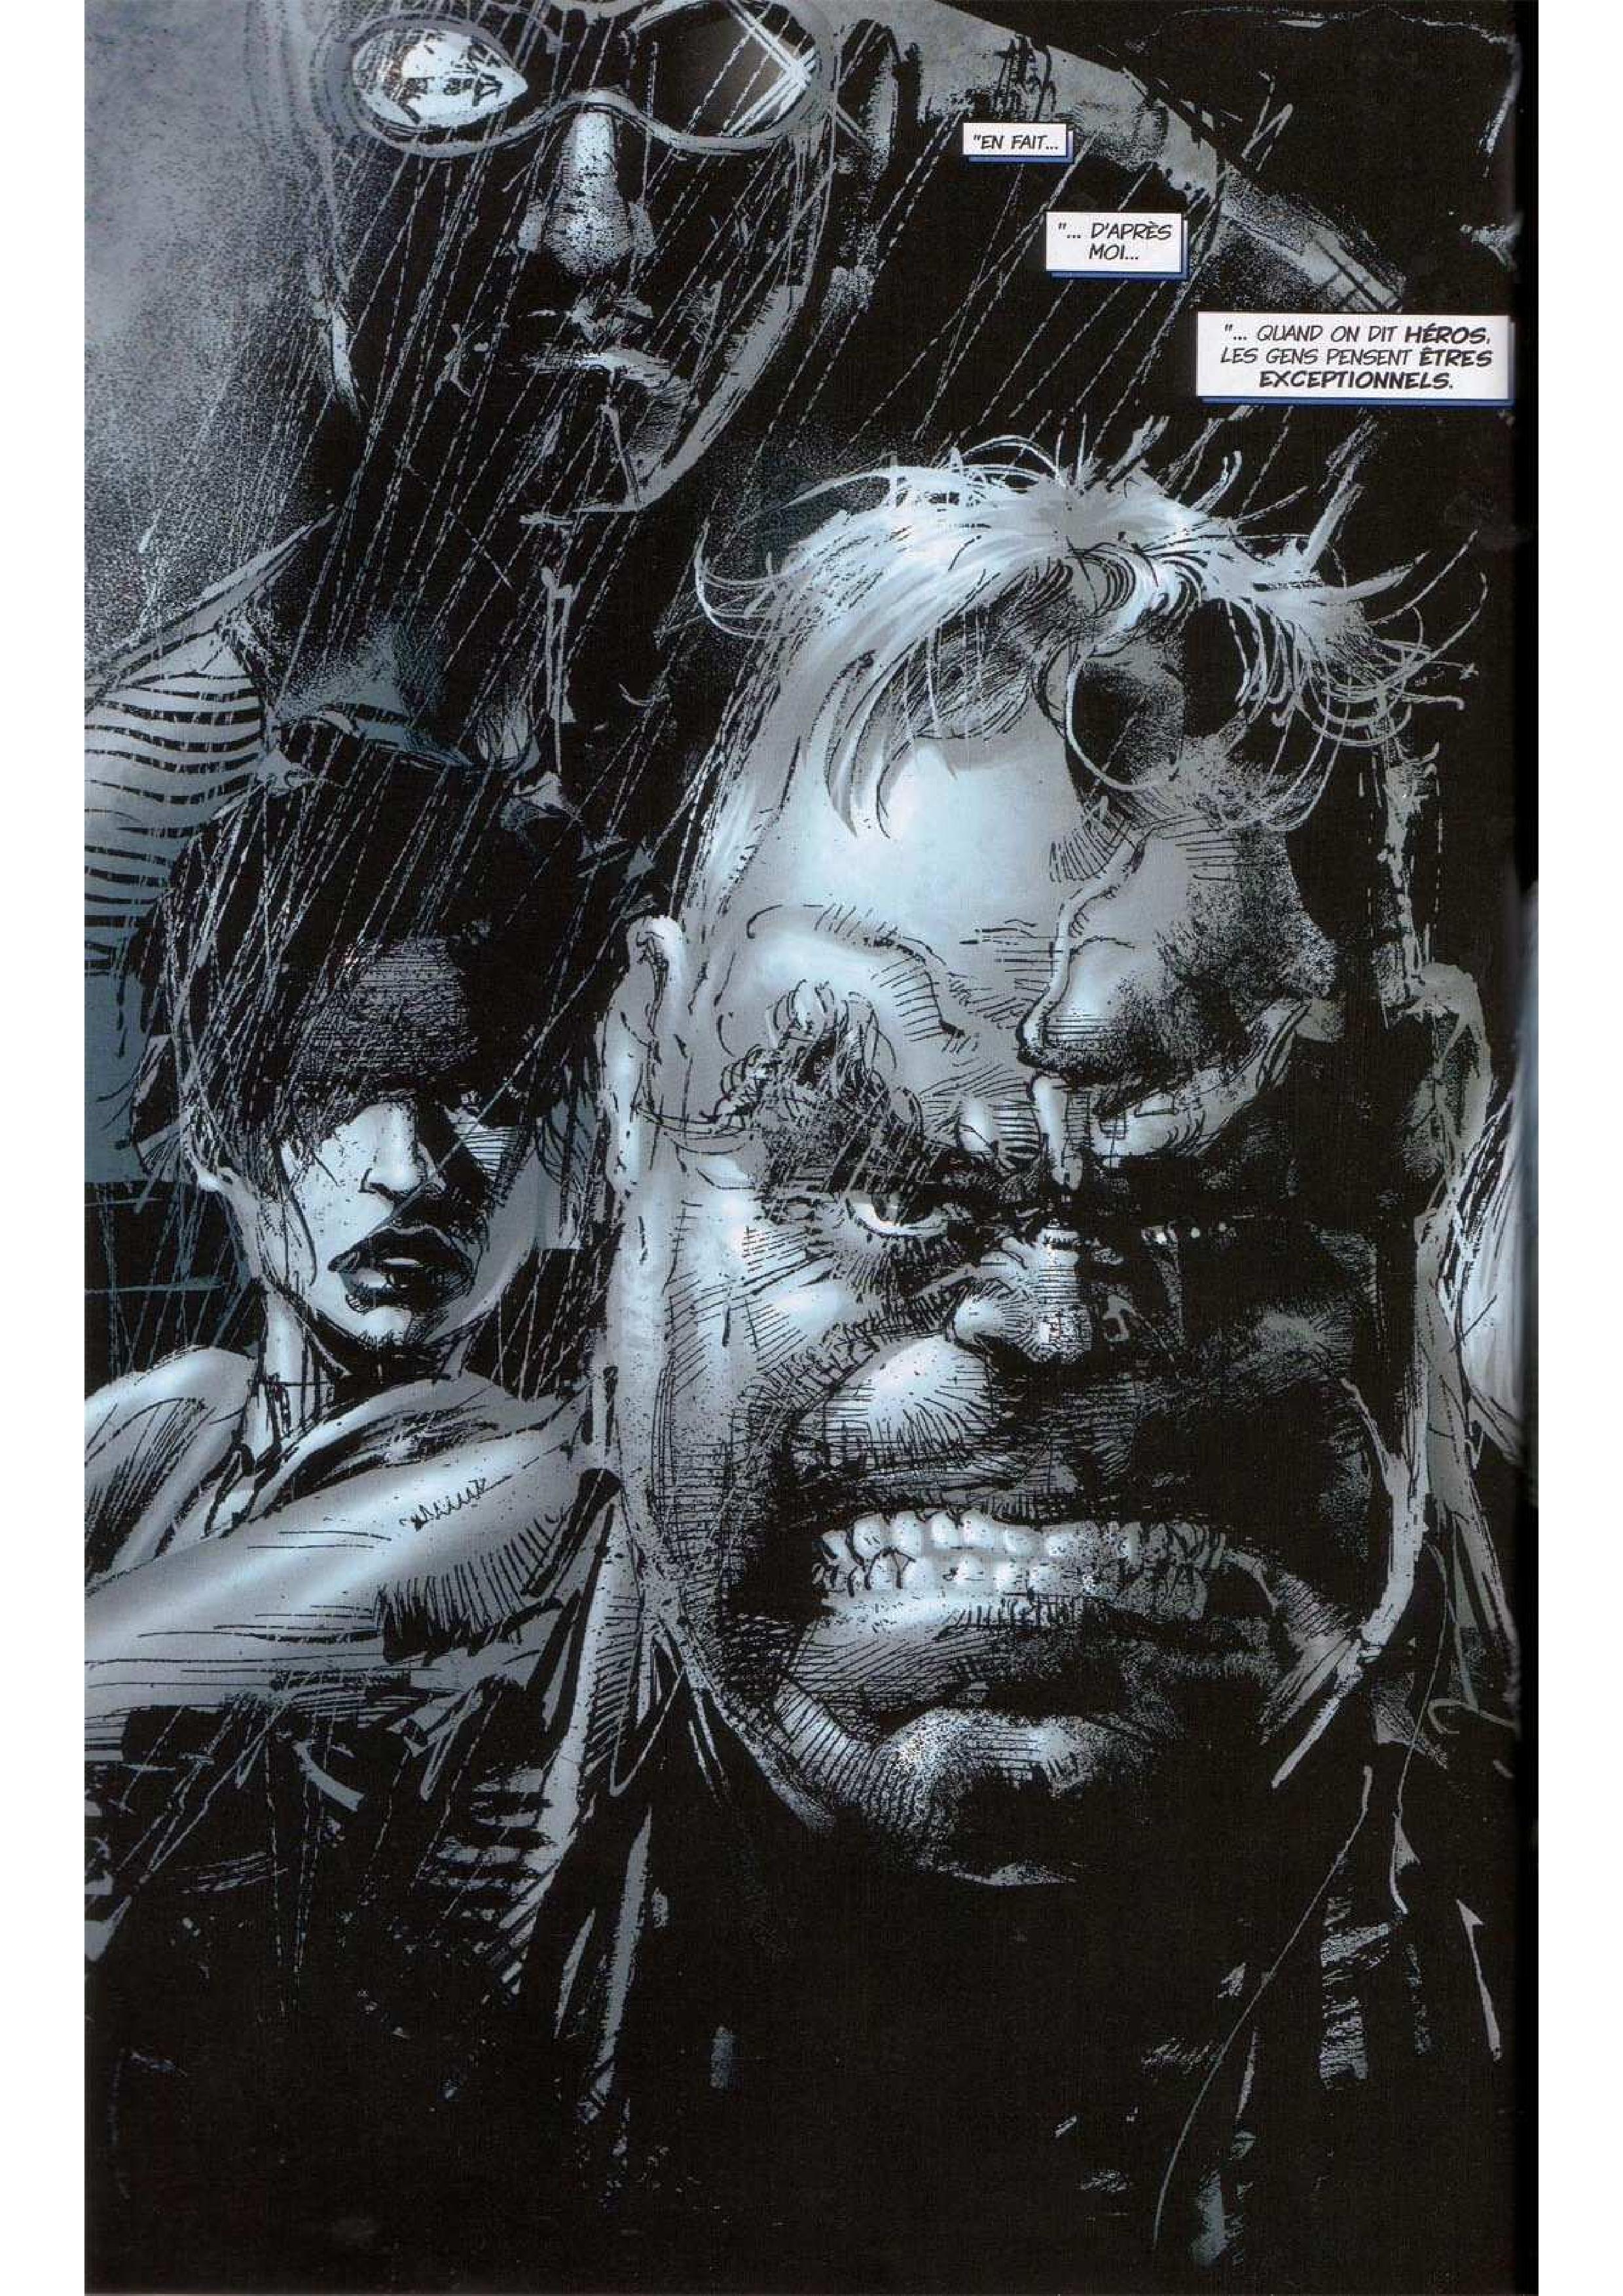 "EN FAIT...
"... D'APRÈS
MOI...
"... QUAND ON DIT HÉROS,
LES GENS PENSENT ÊTRES
EXCEPTIONNELS.